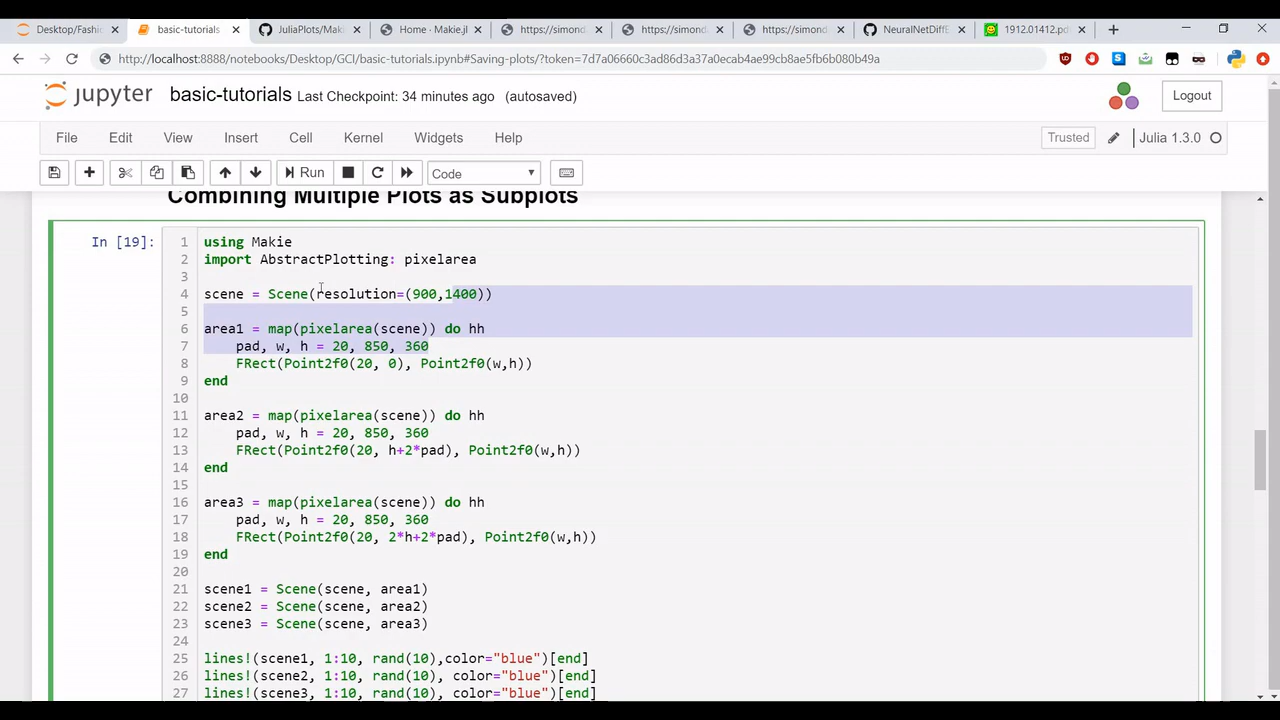 Desktop/Fashi
basic-tutorials
JuliaPlots/Maki
Home · Makie.jl
https://simond
https://simond
https://simond
NeuralNetDiffE
1912.01412.pdf
http://localhost:8888/notebooks/Desktop/GCI/basic-tutorials.ipynb#Saving-plots?token=7d7a06660c3ad86d3a37a0ecab4ae99cb8ae5fb6b080b49a
jupyter basic-tutorials Last Checkpoint: 34 minutes ago (autosaved)
Logout
File Edit View Insert Cell Kernel Widgets Help
Trusted Julia 1.3.0
Run Code
Combining Multiple Plots as Subplots
In [19]:
1 using Makie
2 import AbstractPlotting: pixelarea
3
4 scene = Scene(resolution=(900,1400))
5
6 area1 = map(pixelarea(scene)) do hh
7 pad, w, h = 20, 850, 360
8 FRect(Point2f0(20, 0), Point2f0(w,h))
9 end
10
11 area2 = map(pixelarea(scene)) do hh
12 pad, w, h = 20, 850, 360
13 FRect(Point2f0(20, h+2*pad), Point2f0(w,h))
14 end
15
16 area3 = map(pixelarea(scene)) do hh
17 pad, w, h = 20, 850, 360
18 FRect(Point2f0(20, 2*h+2*pad), Point2f0(w,h))
19 end
20
21 scene1 = Scene(scene, area1)
22 scene2 = Scene(scene, area2)
23 scene3 = Scene(scene, area3)
24
25 lines!(scene1, 1:10, rand(10),color="blue")[end]
26 lines!(scene2, 1:10, rand(10), color="blue")[end]
27 lines!(scene3, 1:10, rand(10), color="blue")[end]